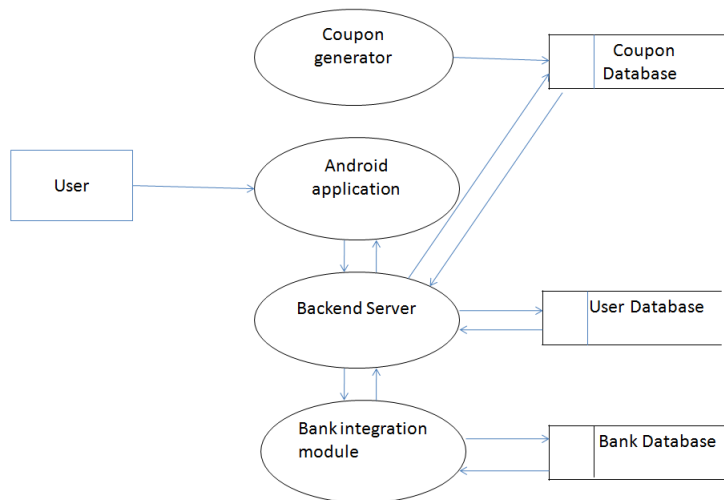 Coupon
generator
Coupon
Database
Android
application
User
Backend Server
User Database
Bank integration
module
Bank Database